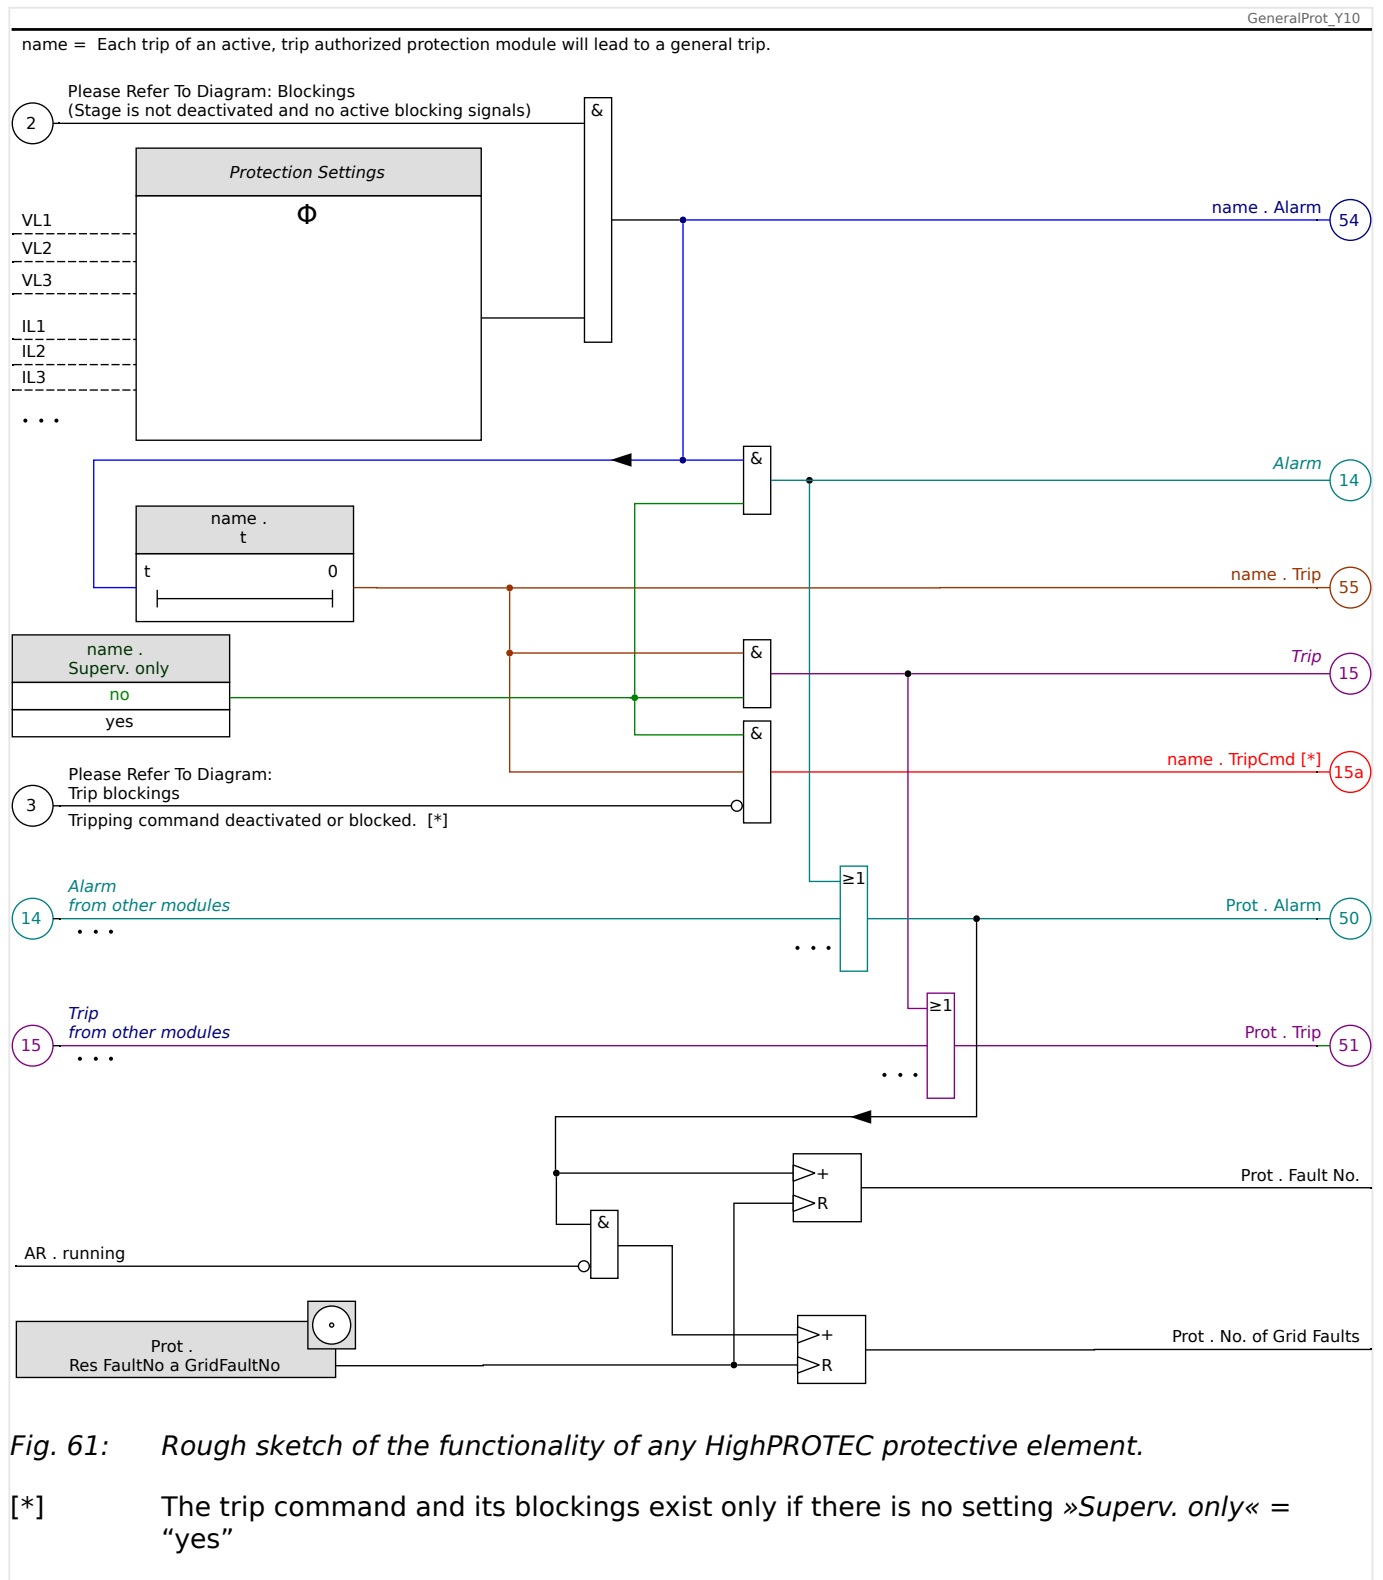 GeneralProt_Y10
name =  Each trip of an active, trip authorized protection module will lead to a general trip.
Please Refer To Diagram: Blockings
(Stage is not deactivated and no active blocking signals)
2
&
Protection Settings
Φ
VL1
VL2
VL3
IL1
IL2
IL3
. . .
name . Alarm
54
&
Alarm
14
name .
t
t 0
name . Trip
55
name .
Superv. only
no
yes
&
Trip
15
&
name . TripCmd [*]
15a
Please Refer To Diagram:
Trip blockings
3
Tripping command deactivated or blocked.  [*]
Alarm
from other modules
14
. . .
≥1
. . .
Prot . Alarm
50
Trip
from other modules
15
. . .
≥1
. . .
Prot . Trip
51
+
R
Prot . Fault No.
&
AR . running
Prot .
Res FaultNo a GridFaultNo
+
R
Prot . No. of Grid Faults
Fig. 61: Rough sketch of the functionality of any HighPROTEC protective element.
[*] The trip command and its blockings exist only if there is no setting »Superv. only« =
“yes”